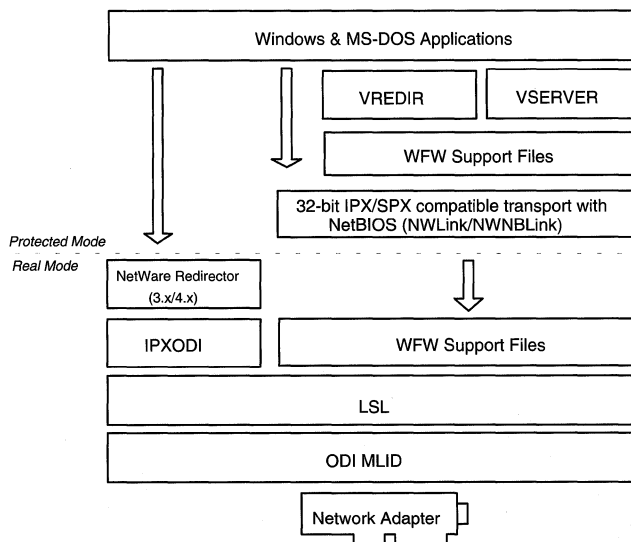 Windows & MS-DOS Applications
VREDIR
VSERVER
WFW Support Files
32-bit IPX/SPX compatible transport with
NetBIOS (NWLink/NWNBLink)
Protected Mode
Real Mode
NetWare Redirector
(3.x/4.x)
IPXODI
WFW Support Files
LSL
ODI MLID
Network Adapter